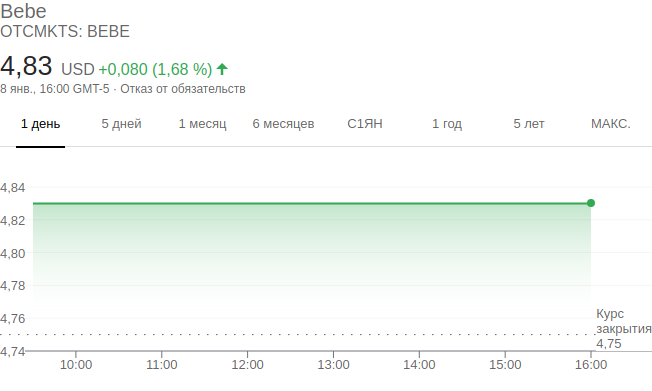 Bebe
OTCMKTS: BEBE
4,83 USD +0,080 (1,68 %)
8 янв., 16:00 GMT-5 · Отказ от обязательств
1 день 5 дней 1 месяц 6 месяцев С1ЯН 1 год 5 лет МАКС.
4,84
4,82
4,80
4,78
4,76
4,74
Курс
закрытия
4,75
10:00 11:00 12:00 13:00 14:00 15:00 16:00